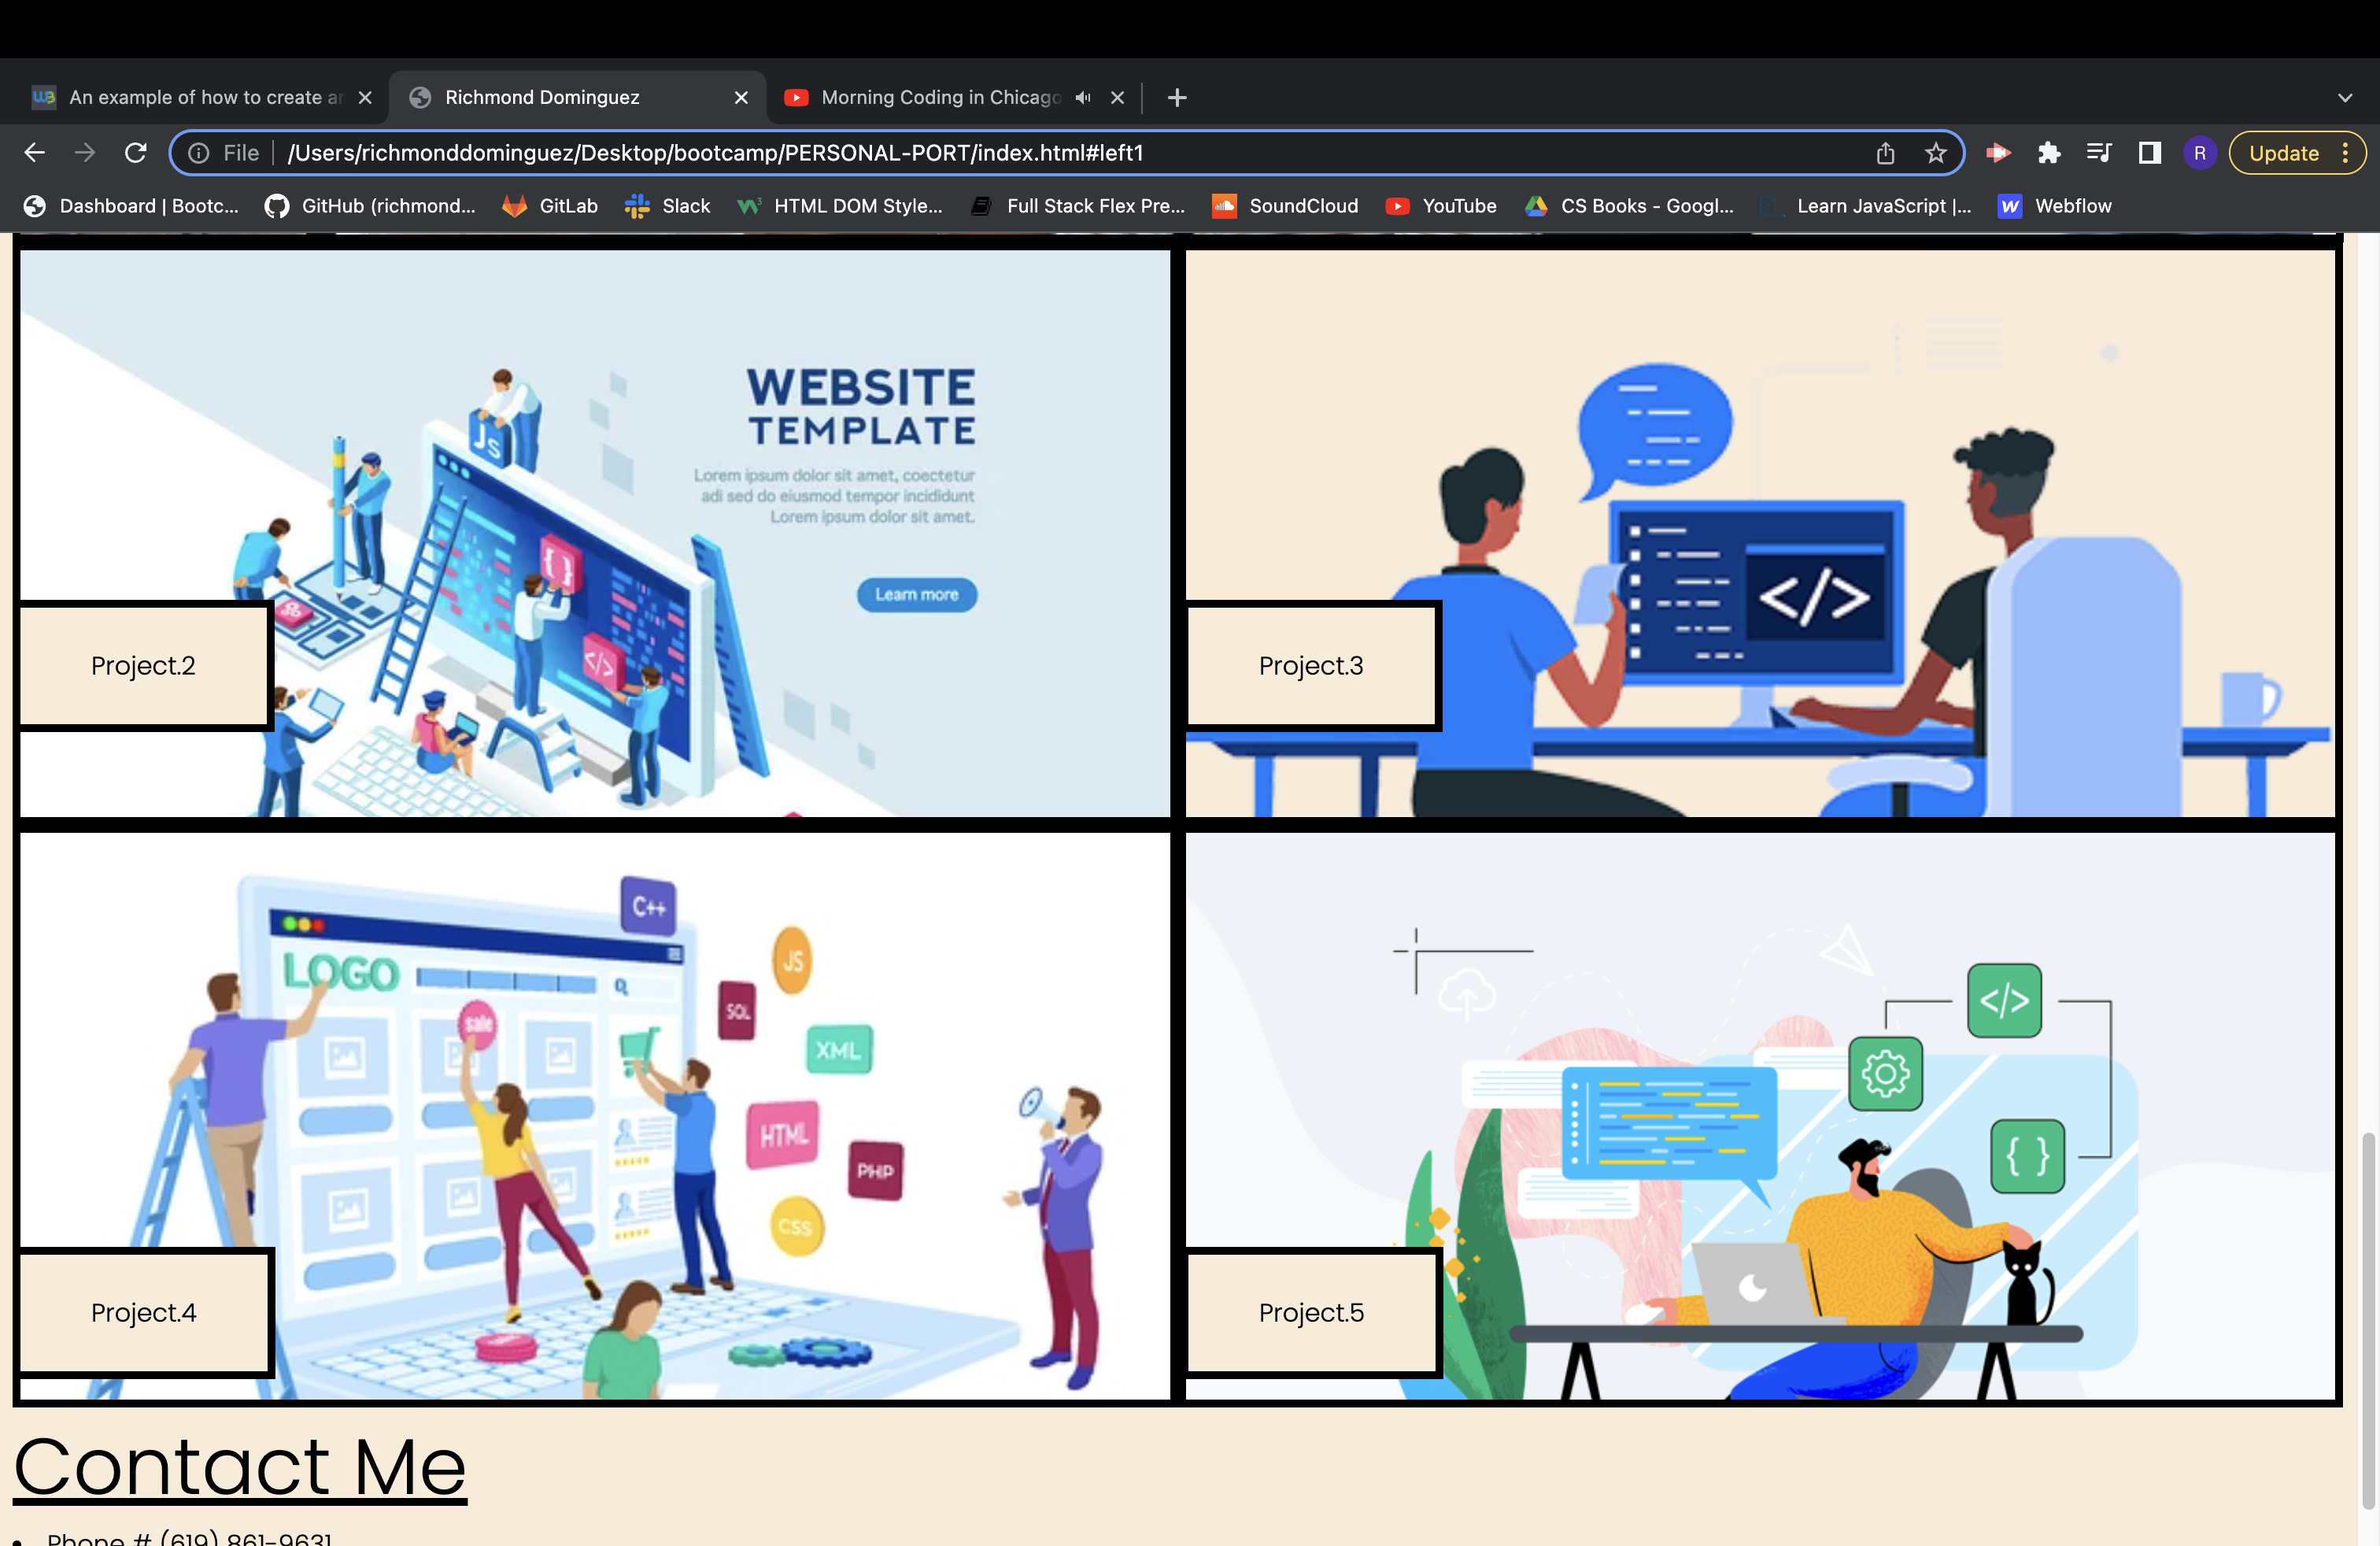 An example of how to create ar
Richmond Dominguez
Morning Coding in Chicago
File
/Users/richmonddominguez/Desktop/bootcamp/PERSONAL-PORT/index.html#left1
R
Update
Dashboard | Bootc...
GitHub (richmond...
GitLab
Slack
HTML DOM Style...
Full Stack Flex Pre...
SoundCloud
YouTube
CS Books - Googl...
Learn JavaScript |...
Webflow
WEBSITE
TEMPLATE
Lorem ipsum dolor sit amet, coectetur
adi sed do eiusmod tempor incididunt
Lorem ipsum dolor sit amet.
Learn more
JS
{ }
</>
Project.2
</>
Project.3
C++
JS
LOGO
SQL
sale
XML
HTML
PHP
CSS
Project.4
</>
{ }
Project.5
Contact Me
Phone # (619) 861-9631